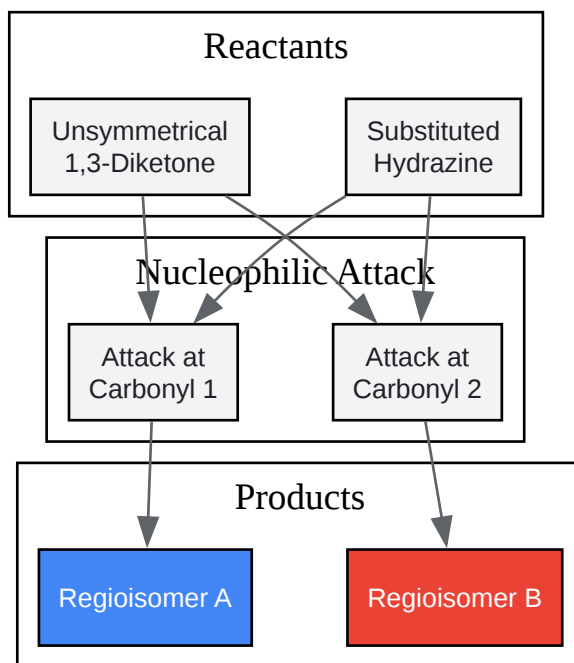 Reactants
Unsymmetrical
1,3-Diketone
Substituted
Hydrazine
Nucleophilic Attack
Attack at
Carbonyl 1
Attack at
Carbonyl 2
Products
Regioisomer A
Regioisomer B